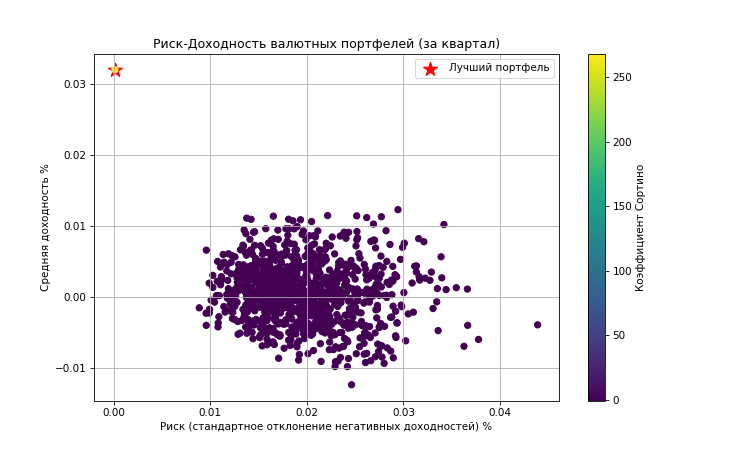 Риск-Доходность валютных портфелей (за квартал)
Лучший портфель
Средняя доходность %
0.03
0.02
0.01
0.00
−0.01
0.00 0.01 0.02 0.03 0.04
Риск (стандартное отклонение негативных доходностей) %
250
200
150
100
50
0
Коэффициент Сортино